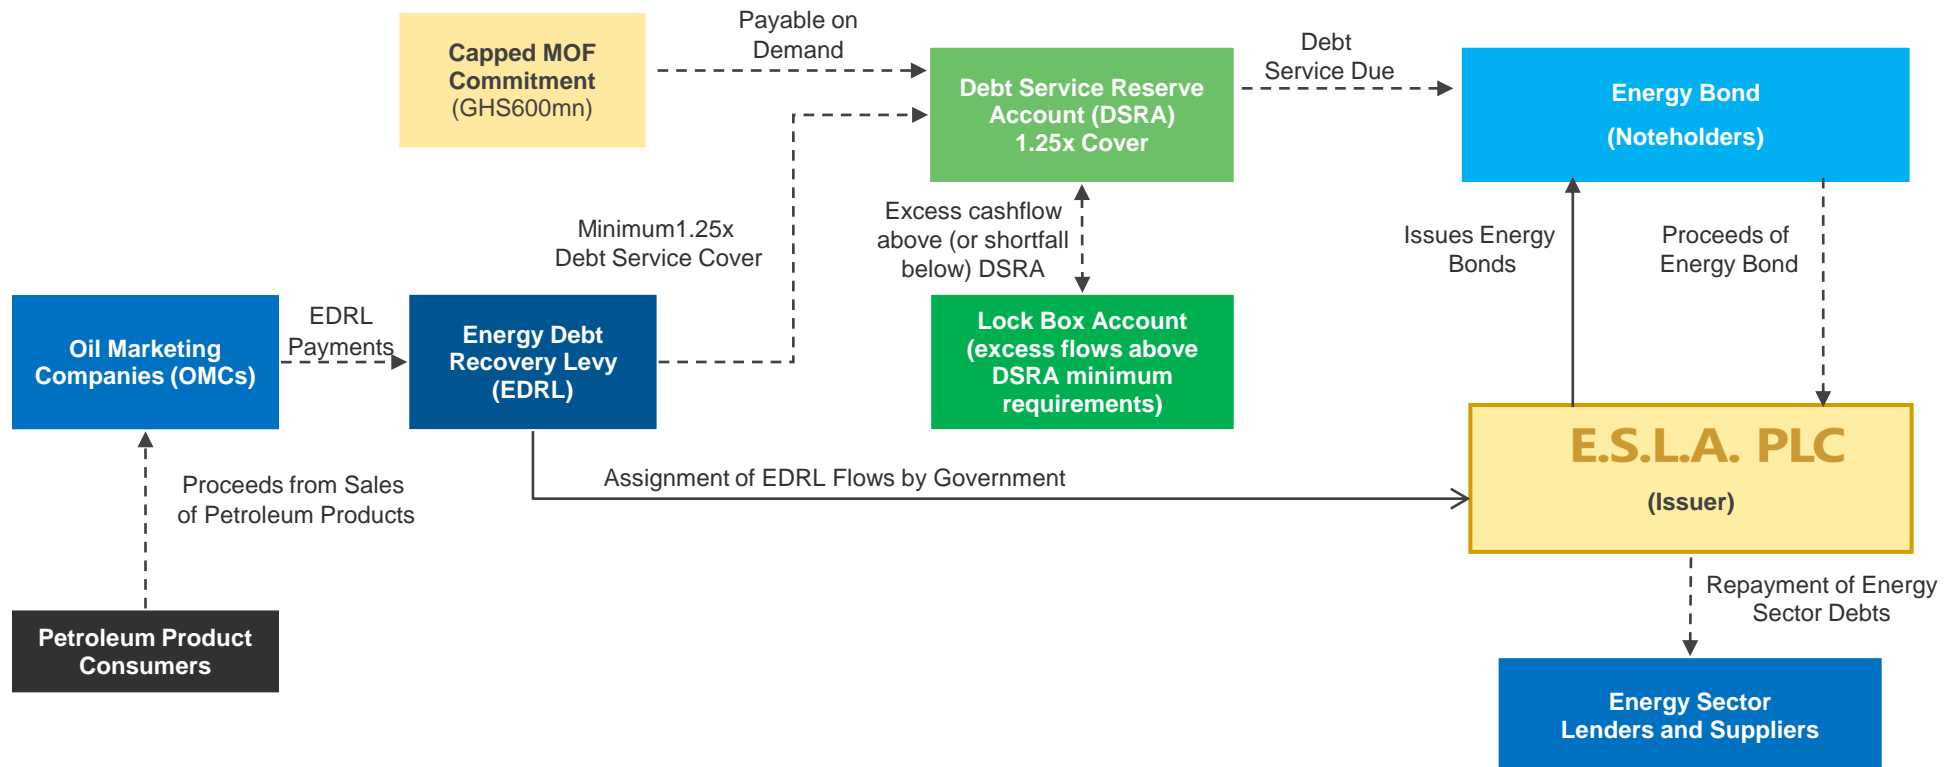 Capped MOF
Commitment
(GHS600mn)
Payable on
Demand
Debt Service Reserve
Account (DSRA)
1.25x Cover
Debt
Service Due
Energy Bond
(Noteholders)
Minimum1.25x
Debt Service Cover
Excess cashflow
above (or shortfall
below) DSRA
Issues Energy
Bonds
Proceeds of
Energy Bond
Oil Marketing
Companies (OMCs)
EDRL
Payments
Energy Debt
Recovery Levy
(EDRL)
Lock Box Account
(excess flows above
DSRA minimum
requirements)
E.S.L.A. PLC
(Issuer)
Assignment of EDRL Flows by Government
Proceeds from Sales
of Petroleum Products
Petroleum Product
Consumers
Repayment of Energy
Sector Debts
Energy Sector
Lenders and Suppliers